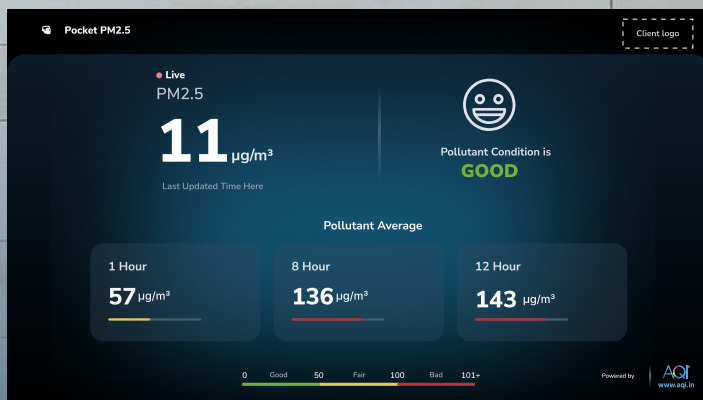 Pocket PM2.5
Client logo
Live
PM2.5
11 µg/m³
Last Updated Time Here
Pollutant Condition is
GOOD
Pollutant Average
1 Hour
57 µg/m³
8 Hour
136 µg/m³
12 Hour
143 µg/m³
0 Good 50 Fair 100 Bad 101+
Powered by
AQI
www.aqi.in